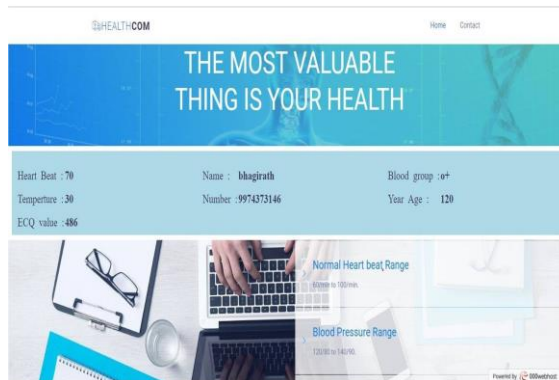 HEALTHCOM
Home Contact
THE MOST VALUABLE
THING IS YOUR HEALTH
Heart Beat : 70 Name : bhagirath Blood group : o+
Temperture : 30 Number : 9974373146 Year Age : 120
ECQ value : 486
Normal Heart beat Range
60/min to 100/min.
Blood Pressure Range
120/80 to 140/90.
Powered by 000webhost